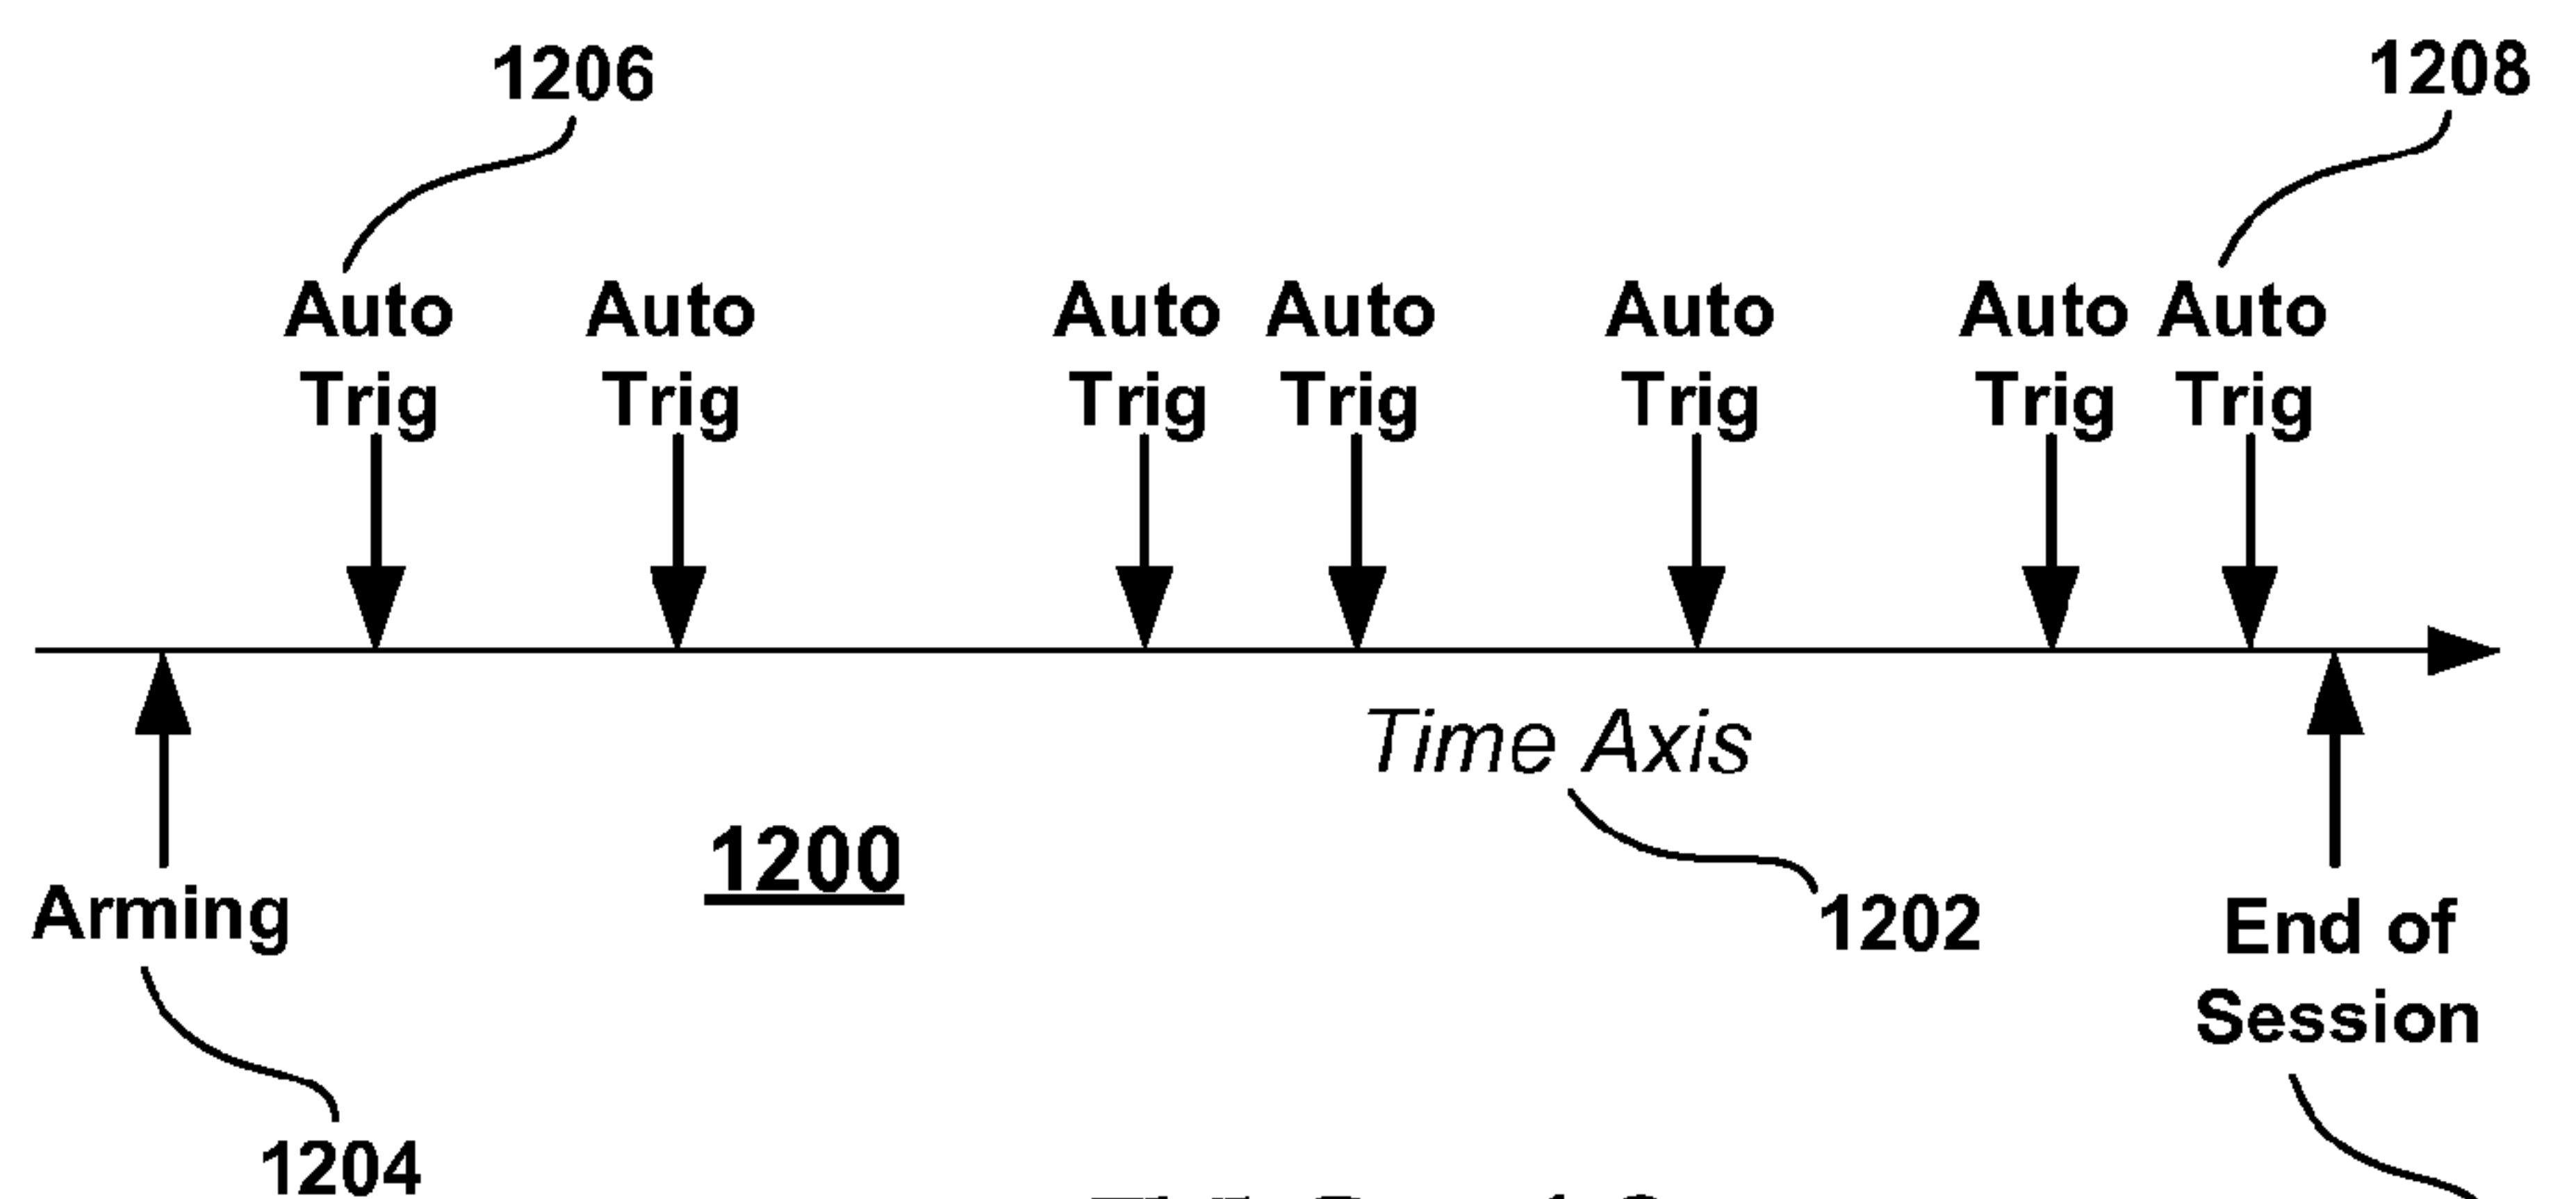 1206
1208
Auto Auto Auto Auto Auto Auto Auto
Trig Trig Trig Trig Trig Trig Trig
Time Axis
1200
1202
Arming
End of
Session
1204